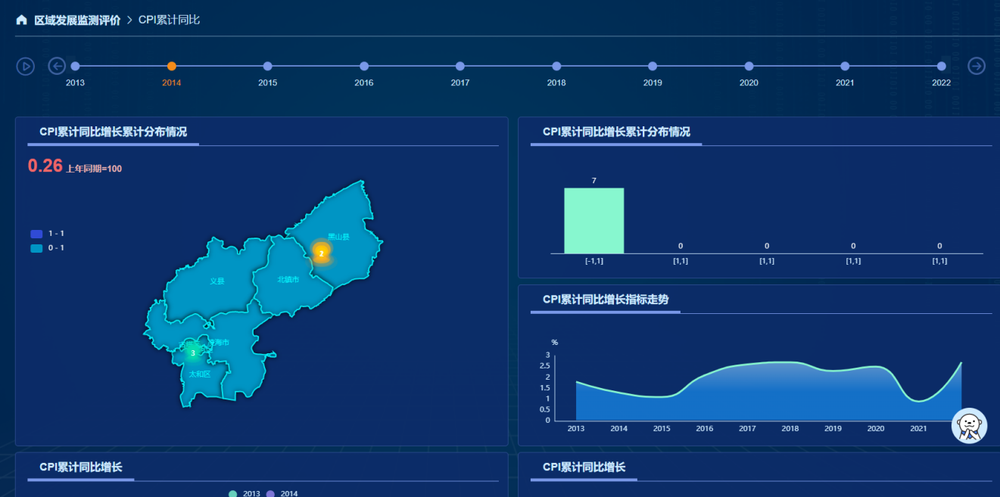 区域发展监测评价 > CPI累计同比
2013 2014 2015 2016 2017 2018 2019 2020 2021 2022
CPI累计同比增长累计分布情况
0.26 上年同期=100
1 - 1
0 - 1
黑山县
2
义县
北镇市
凌海市
3
太和区
CPI累计同比增长累计分布情况
7 0 0 0 0
[-1,1] [1,1] [1,1] [1,1] [1,1]
CPI累计同比增长指标走势
%
3
2.5
2
1.5
1
0.5
0
2013 2014 2015 2016 2017 2018 2019 2020 2021
CPI累计同比增长
2013 2014
CPI累计同比增长